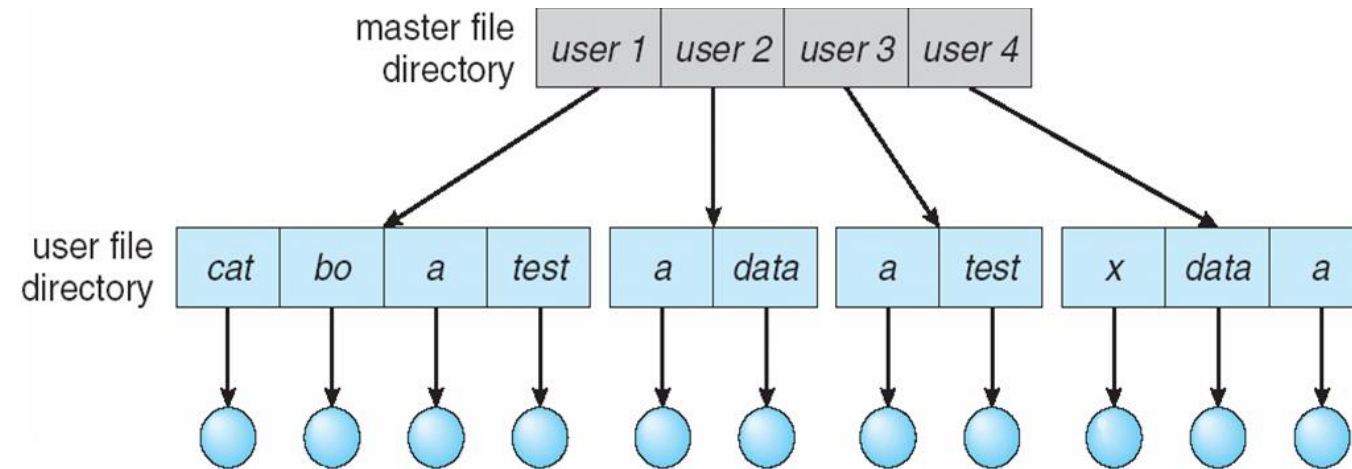 master file
directory
user 1 user 2 user 3 user 4
user file
directory
cat bo a test a data a test x data a